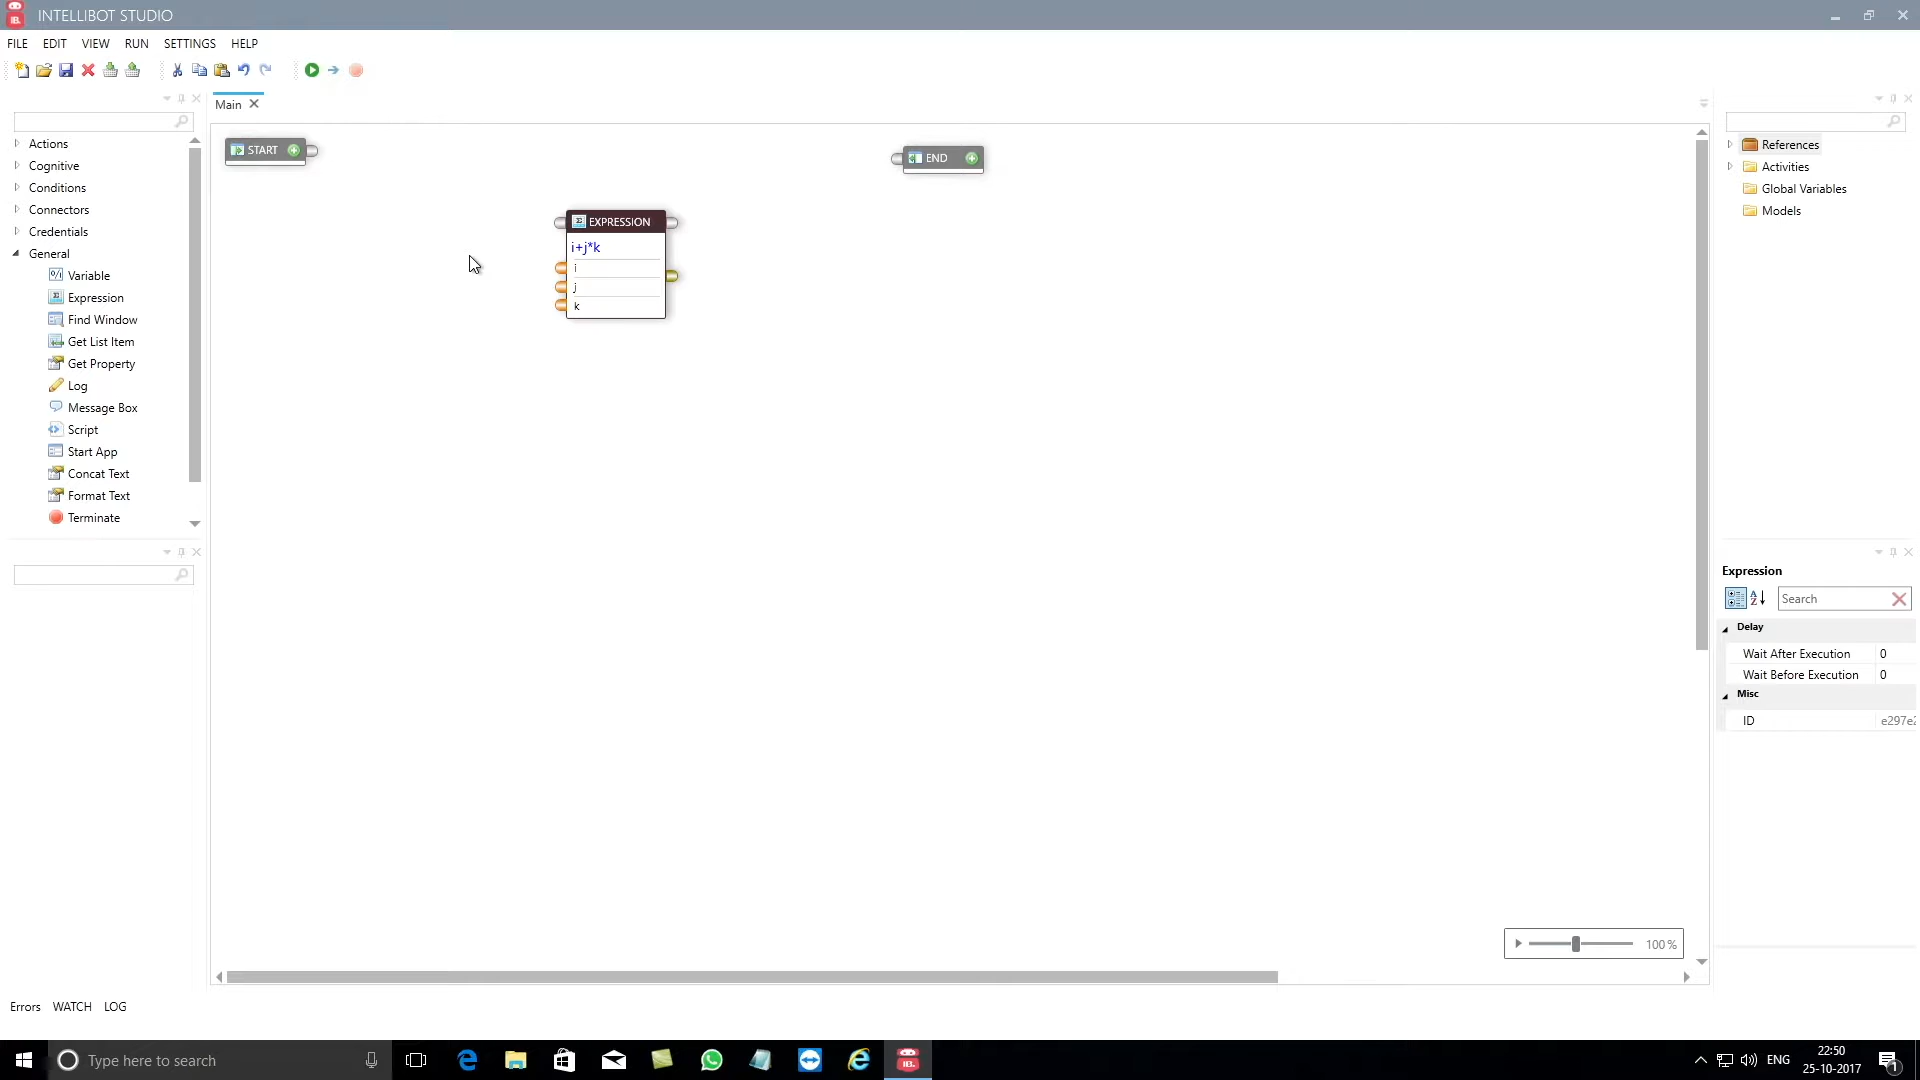 INTELLIBOT STUDIO
FILE EDIT VIEW RUN SETTINGS HELP
Main
START
END
EXPRESSION
i+j*k
i
j
k
Actions
Cognitive
Conditions
Connectors
Credentials
General
Variable
Expression
Find Window
Get List Item
Get Property
Log
Message Box
Script
Start App
Concat Text
Format Text
Terminate
References
Activities
Global Variables
Models
Expression
Search
Delay
Wait After Execution 0
Wait Before Execution 0
Misc
ID e297e2
100 %
Errors WATCH LOG
Type here to search
ENG
22:50
25-10-2017
1